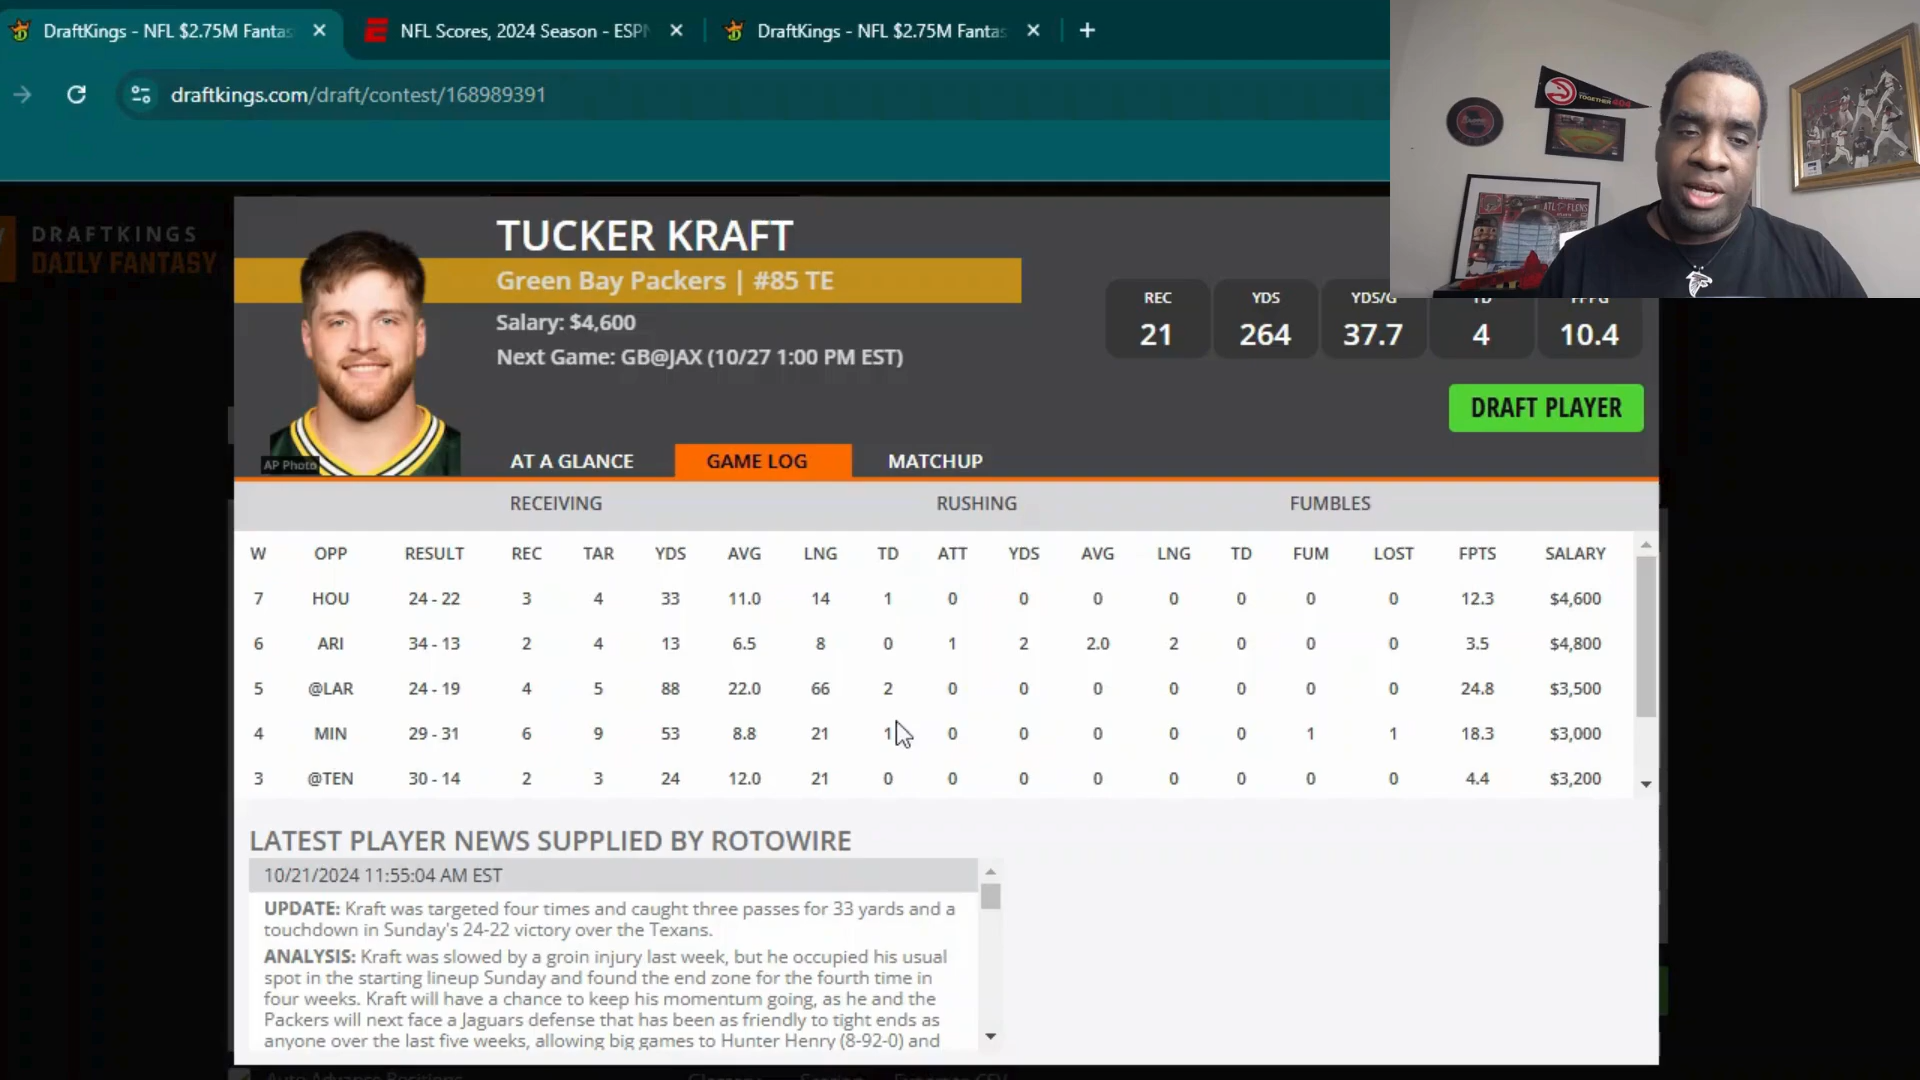 DraftKings - NFL $2.75M Fantas
NFL Scores, 2024 Season - ESPN
DraftKings - NFL $2.75M Fantas
draftkings.com/draft/contest/168989391
TOGETHER 404
DRAFTKINGS
DAILY FANTASY
TUCKER KRAFT
Green Bay Packers | #85 TE
Salary: $4,600
Next Game: GB@JAX (10/27 1:00 PM EST)
REC YDS YDS/G TD FPPG
21 264 37.7 4 10.4
DRAFT PLAYER
AP Photo
AT A GLANCE GAME LOG MATCHUP
RECEIVING RUSHING FUMBLES
W OPP RESULT REC TAR YDS AVG LNG TD ATT YDS AVG LNG TD FUM LOST FPTS SALARY
7 HOU 24 - 22 3 4 33 11.0 14 1 0 0 0 0 0 0 0 12.3 $4,600
6 ARI 34 - 13 2 4 13 6.5 8 0 1 2 2.0 2 0 0 0 3.5 $4,800
5 @LAR 24 - 19 4 5 88 22.0 66 2 0 0 0 0 0 0 0 24.8 $3,500
4 MIN 29 - 31 6 9 53 8.8 21 1 0 0 0 0 0 1 1 18.3 $3,000
3 @TEN 30 - 14 2 3 24 12.0 21 0 0 0 0 0 0 0 0 4.4 $3,200
LATEST PLAYER NEWS SUPPLIED BY ROTOWIRE
10/21/2024 11:55:04 AM EST
UPDATE: Kraft was targeted four times and caught three passes for 33 yards and a
touchdown in Sunday's 24-22 victory over the Texans.
ANALYSIS: Kraft was slowed by a groin injury last week, but he occupied his usual
spot in the starting lineup Sunday and found the end zone for the fourth time in
four weeks. Kraft will have a chance to keep his momentum going, as he and the
Packers will next face a Jaguars defense that has been as friendly to tight ends as
anyone over the last five weeks, allowing big games to Hunter Henry (8-92-0) and